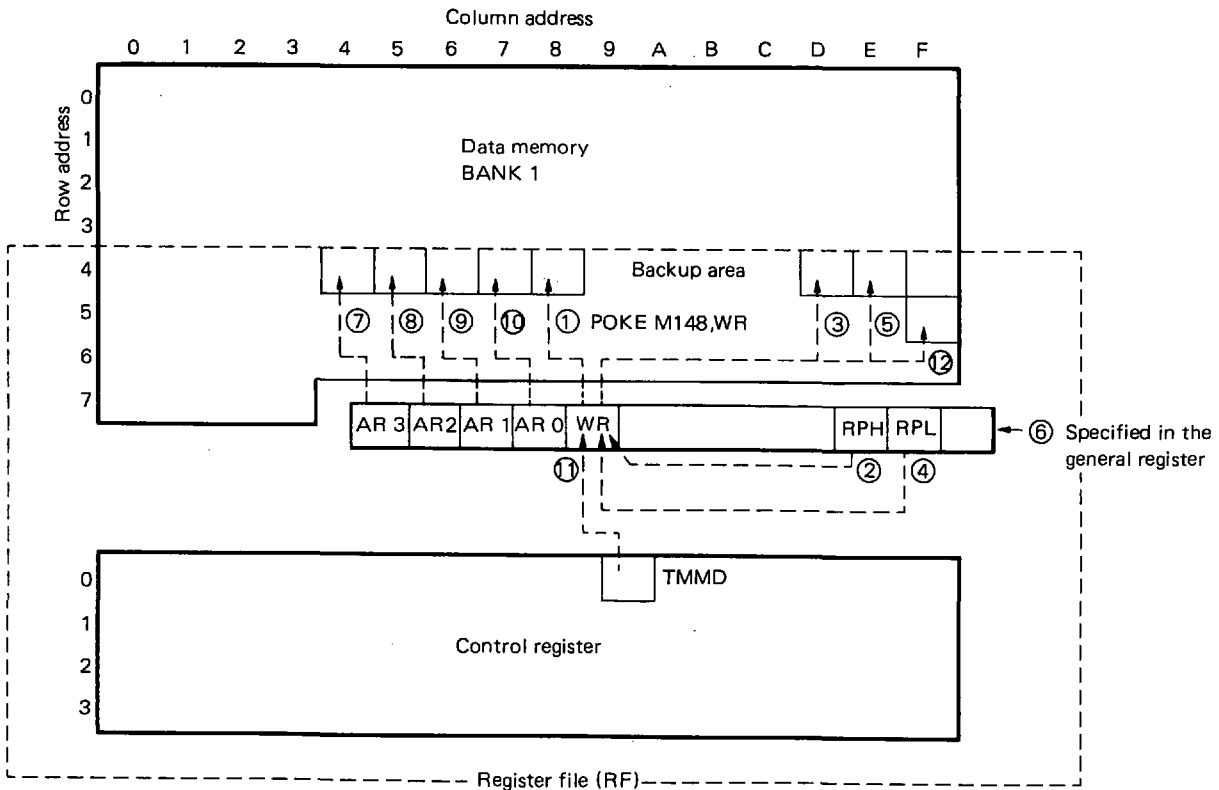 Column address
0 1 2 3 4 5 6 7 8 9 A B C D E F
Row address
0
1
2
3
4
5
6
7
Data memory
BANK 1
Backup area
⑦ ⑧ ⑨ ⑩ ① POKE M148,WR ③ ⑤
⑫
AR 3 AR2 AR 1 AR 0 WR RPH RPL
⑥ Specified in the
general register
⑪ ② ④
TMMD
0
1
2
3
Control register
Register file (RF)